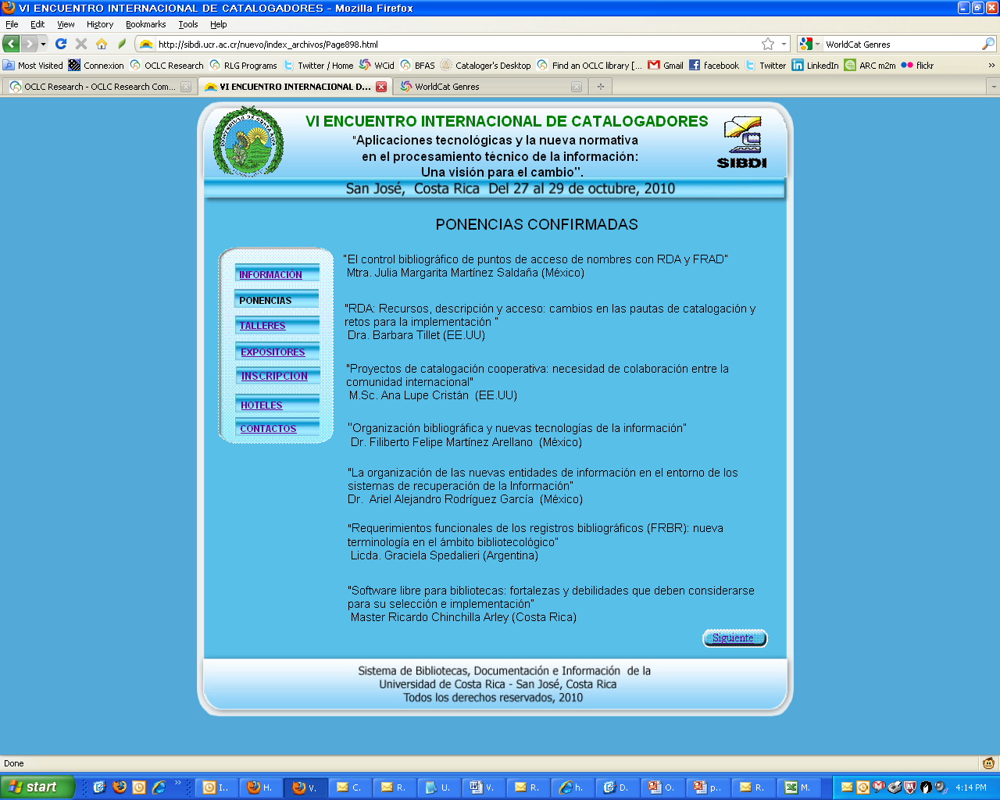 VI ENCUENTRO INTERNACIONAL DE CATALOGADORES - Mozilla Firefox
File Edit View History Bookmarks Tools Help
http://sibdi.ucr.ac.cr/nuevo/index_archivos/Page898.html
WorldCat Genres
Most Visited Connexion OCLC Research RLG Programs Twitter / Home WCid BFAS Cataloger's Desktop Find an OCLC library [... Gmail facebook Twitter LinkedIn ARC m2m flickr »
OCLC Research - OCLC Research Com... VI ENCUENTRO INTERNACIONAL D... WorldCat Genres
VI ENCUENTRO INTERNACIONAL DE CATALOGADORES
"Aplicaciones tecnológicas y la nueva normativa
en el procesamiento técnico de la información:
Una visión para el cambio".
SIBDI
San José, Costa Rica Del 27 al 29 de octubre, 2010
PONENCIAS CONFIRMADAS
INFORMACIÓN
PONENCIAS
TALLERES
EXPOSITORES
INSCRIPCION
HOTELES
CONTACTOS
"El control bibliográfico de puntos de acceso de nombres con RDA y FRAD"
Mtra. Julia Margarita Martínez Saldaña (México)
"RDA: Recursos, descripción y acceso: cambios en las pautas de catalogación y
retos para la implementación "
Dra. Barbara Tillet (EE.UU)
"Proyectos de catalogación cooperativa: necesidad de colaboración entre la
comunidad internacional"
M.Sc. Ana Lupe Cristán (EE.UU)
"Organización bibliográfica y nuevas tecnologías de la información"
Dr. Filiberto Felipe Martínez Arellano (México)
"La organización de las nuevas entidades de información en el entorno de los
sistemas de recuperación de la Información"
Dr. Ariel Alejandro Rodríguez García (México)
"Requerimientos funcionales de los registros bibliográficos (FRBR): nueva
terminología en el ámbito bibliotecológico"
Licda. Graciela Spedalieri (Argentina)
"Software libre para bibliotecas: fortalezas y debilidades que deben considerarse
para su selección e implementación"
Master Ricardo Chinchilla Arley (Costa Rica)
Siguiente
Sistema de Bibliotecas, Documentación e Información de la
Universidad de Costa Rica - San José, Costa Rica
Todos los derechos reservados, 2010
Done
start » I.. H. V. C. R. U. V. R. h. D. O. p.. R. M. 4:14 PM